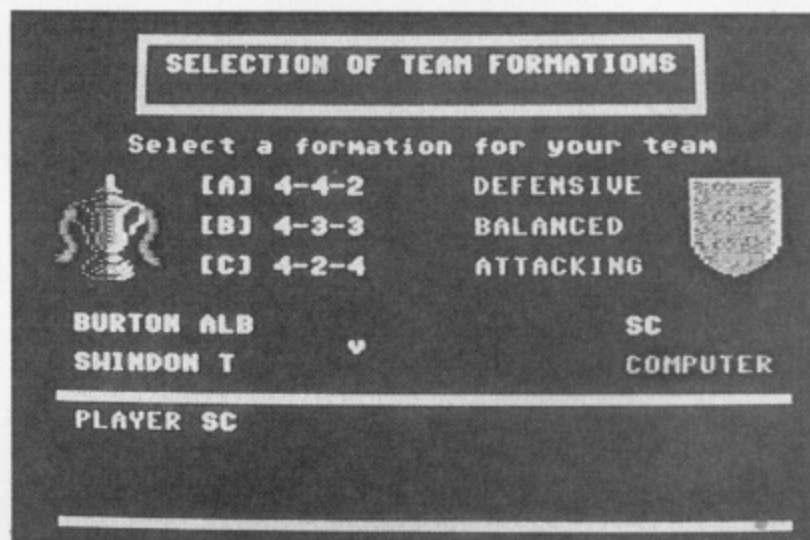 SELECTION OF TEAM FORMATIONS
Select a formation for your team
[A] 4-4-2 DEFENSIVE
[B] 4-3-3 BALANCED
[C] 4-2-4 ATTACKING
BURTON ALB SC
v
SWINDON T COMPUTER
PLAYER SC